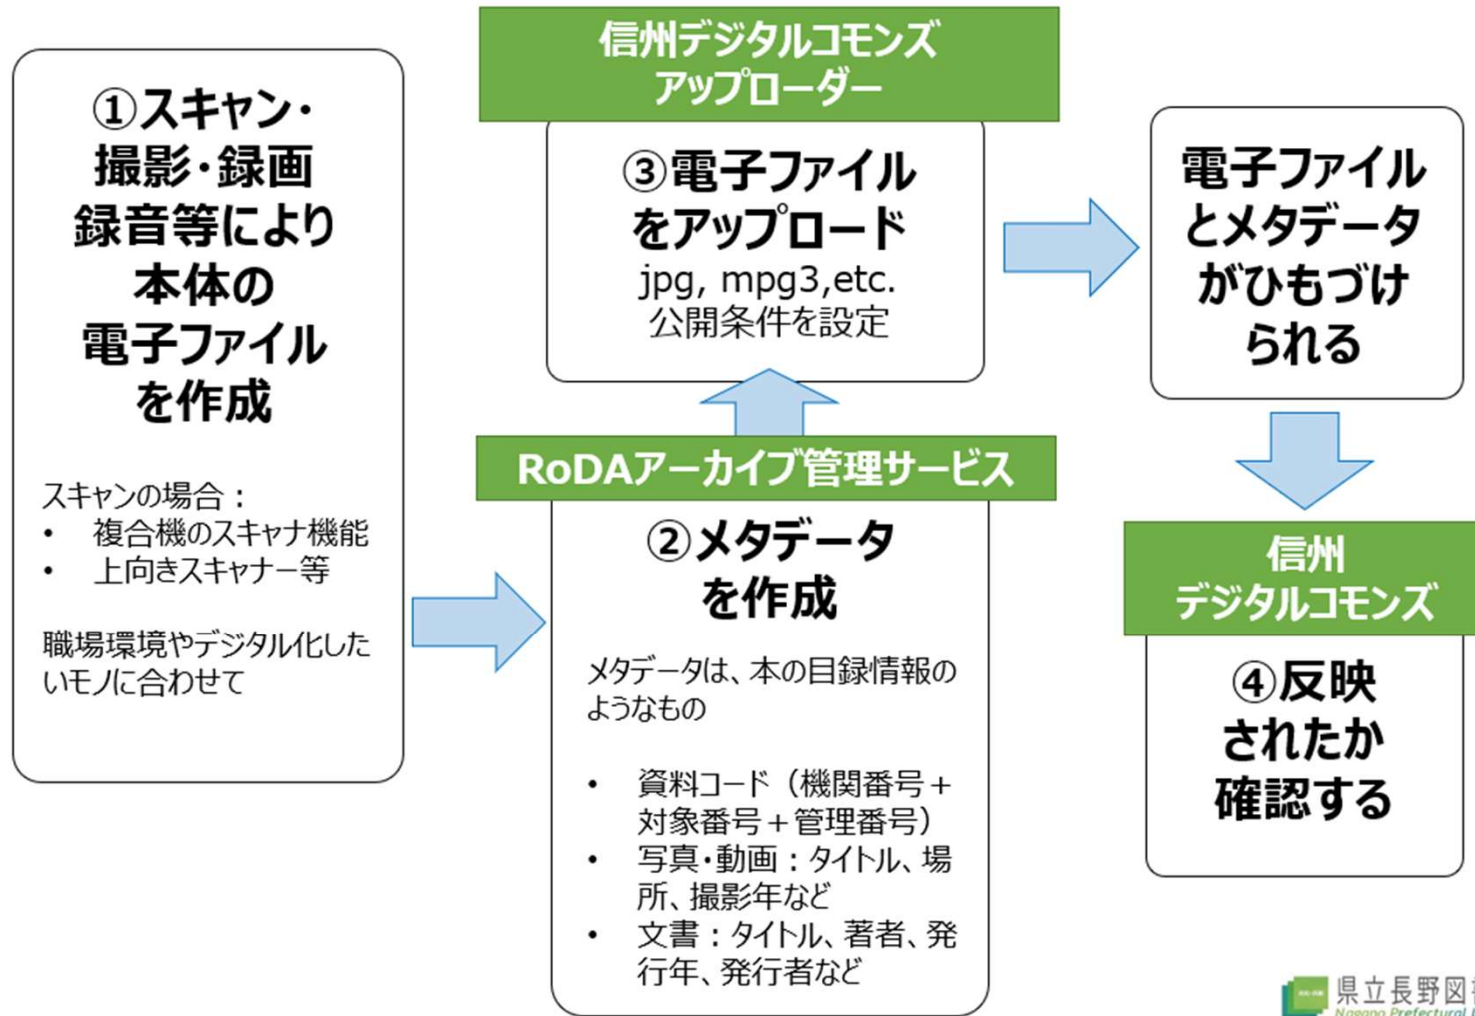 ①スキャン・
撮影・録画
録音等により
本体の
電子ファイル
を作成
スキャンの場合：
• 複合機のスキャナ機能
• 上向きスキャナー等
職場環境やデジタル化した
いモノに合わせて
RoDAアーカイブ管理サービス
②メタデータ
を作成
メタデータは、本の目録情報の
ようなもの
• 資料コード（機関番号＋
対象番号＋管理番号）
• 写真・動画：タイトル、場
所、撮影年など
• 文書：タイトル、著者、発
行年、発行者など
信州デジタルコモンズ
アップローダー
③電子ファイル
をアップロード
jpg, mpg3,etc.
公開条件を設定
電子ファイル
とメタデータ
がひもづけ
られる
信州
デジタルコモンズ
④反映
されたか
確認する
県立長野図
Nagano Prefectural